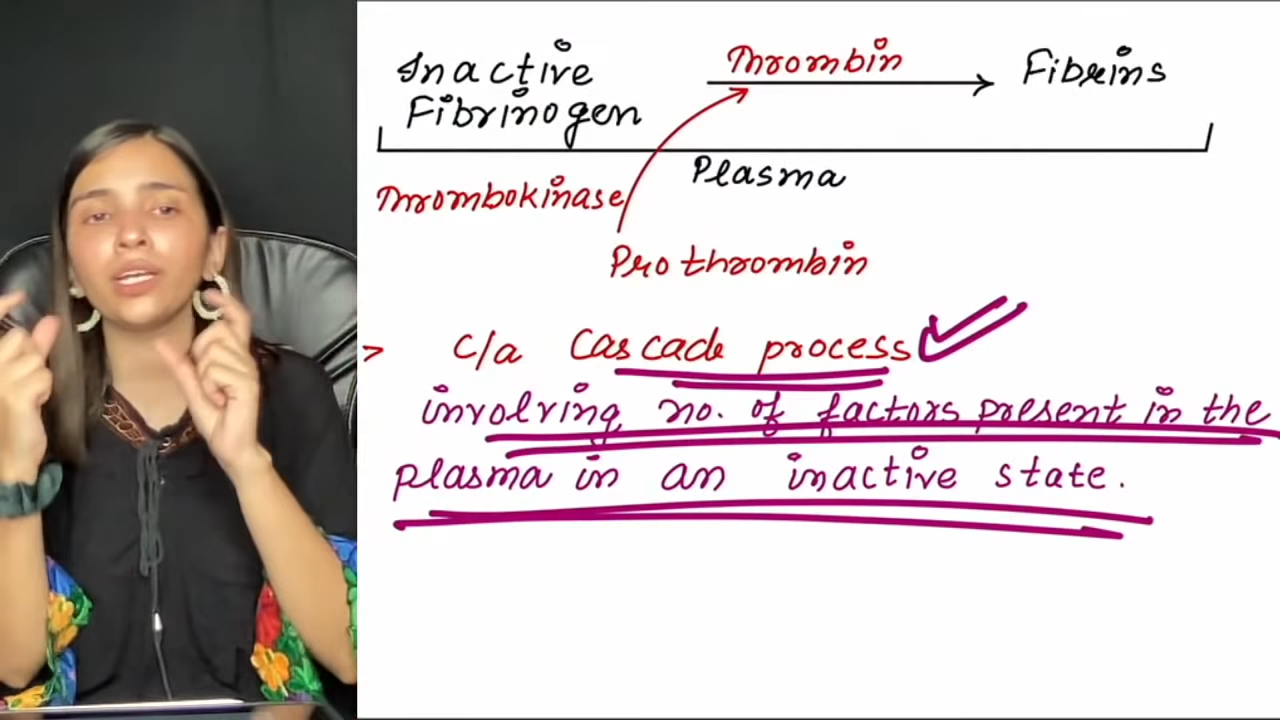 Inactive Fibrinogen
Thrombin
Fibrins
Plasma
Thrombokinase
Prothrombin
> c/a Cascade process
involving no. of factors present in the
plasma in an inactive state.